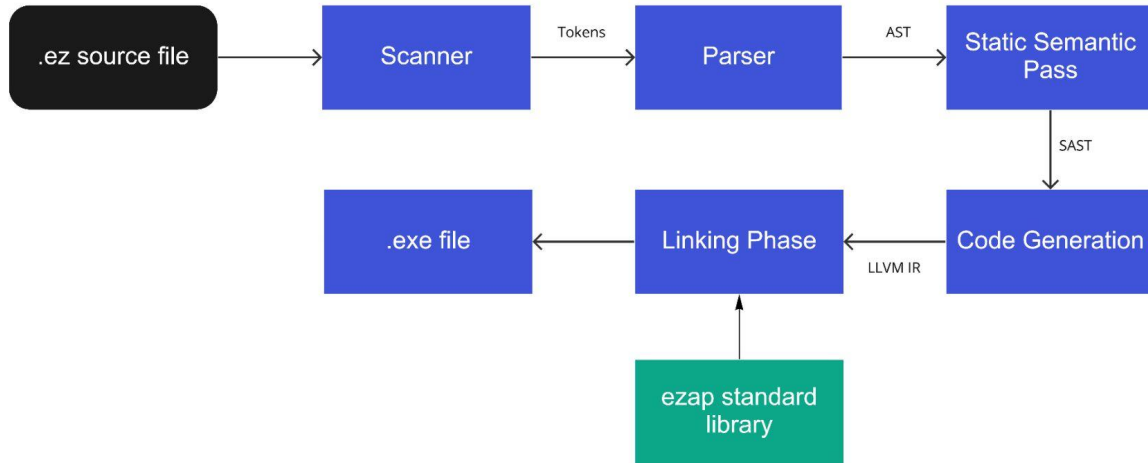 .ez source file
Scanner
Tokens
Parser
AST
Static Semantic
Pass
SAST
.exe file
Linking Phase
LLVM IR
Code Generation
ezap standard
library